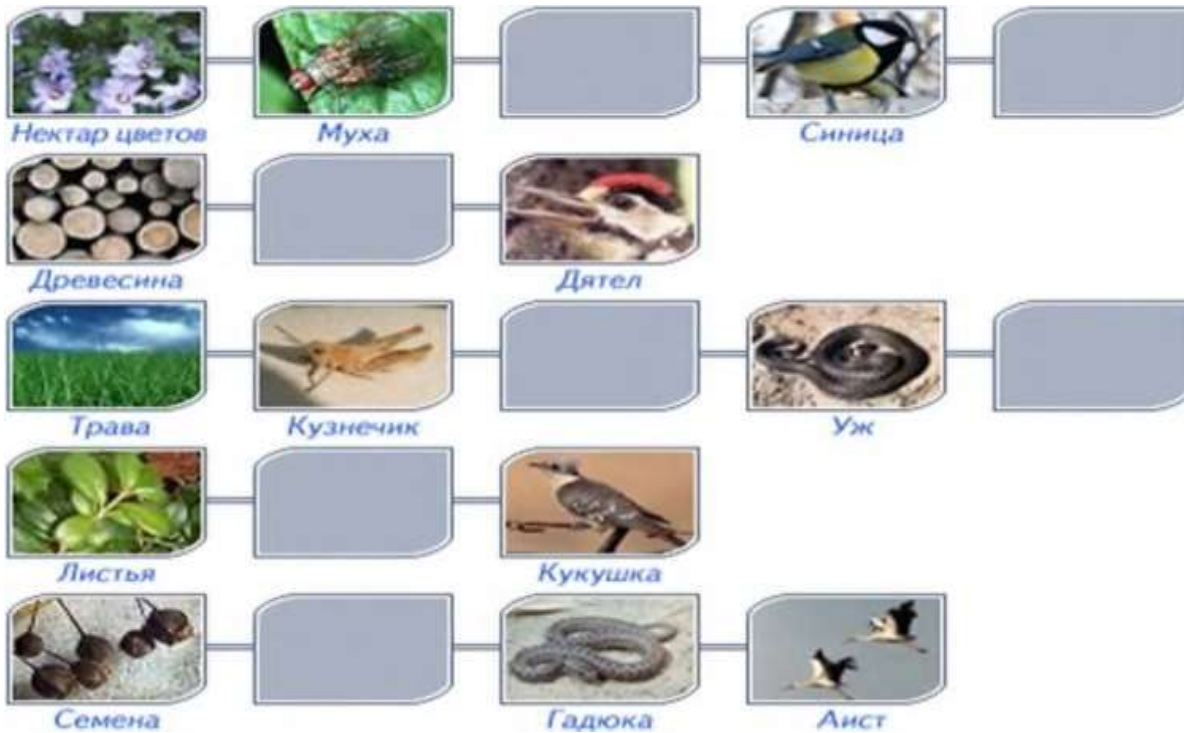 Нектар цветов Муха Синица
Древесина Дятел
Трава Кузнечик Уж
Листья Кукушка
Семена Гадюка Аист